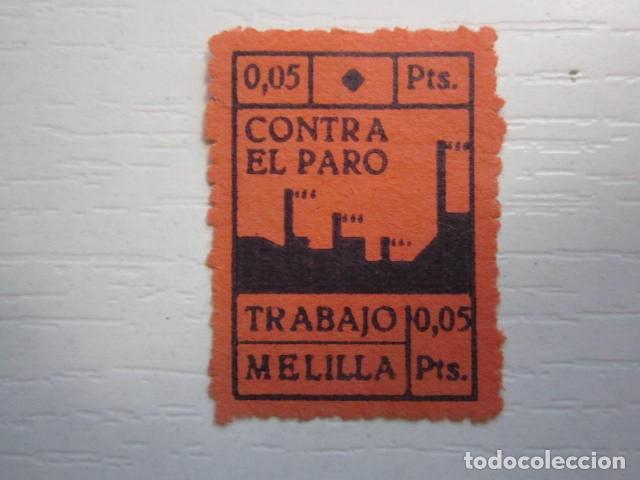 0,05 Pts.
CONTRA
EL PARO
TRABAJO 0,05
MELILLA Pts.
todocoleccion